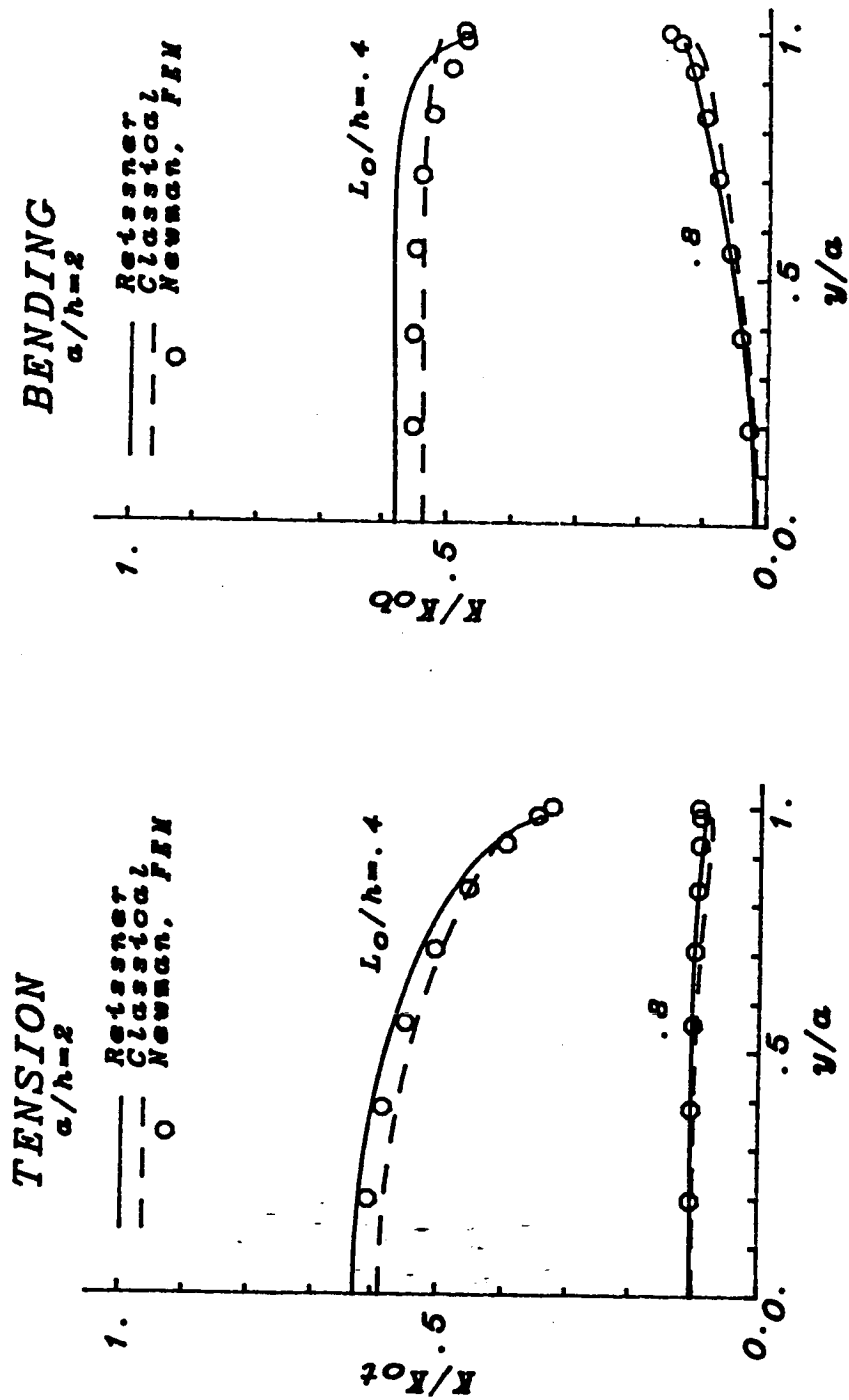 TENSION
a/h=2
Reissner
Classical
Newman, FEM
1.
.5
0.
K/K0t
L0/h=.4
.8
0.
.5
1.
y/a
BENDING
a/h=2
Reissner
Classical
Newman, FEM
1.
.5
0.
K/K0b
L0/h=.4
.8
0.
.5
1.
y/a